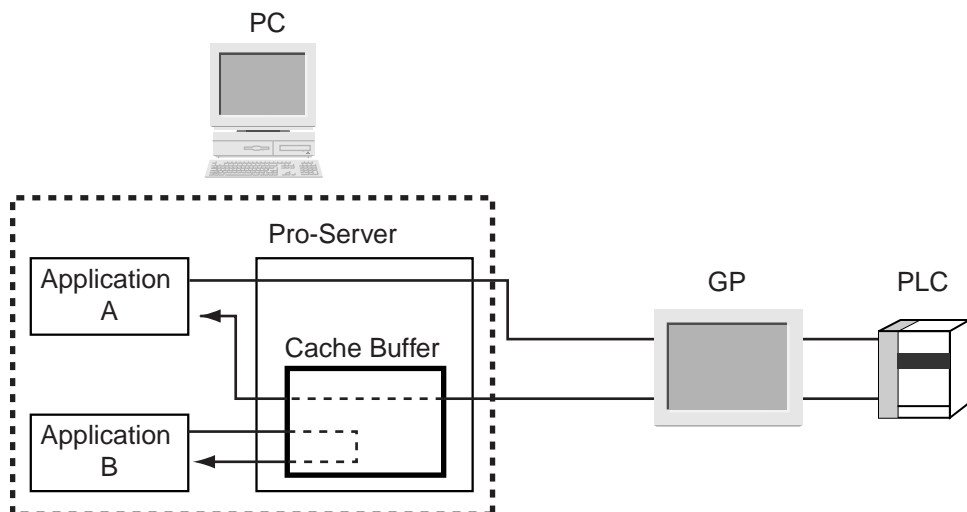 PC
Pro-Server
Application
A
GP
PLC
Cache Buffer
Application
B